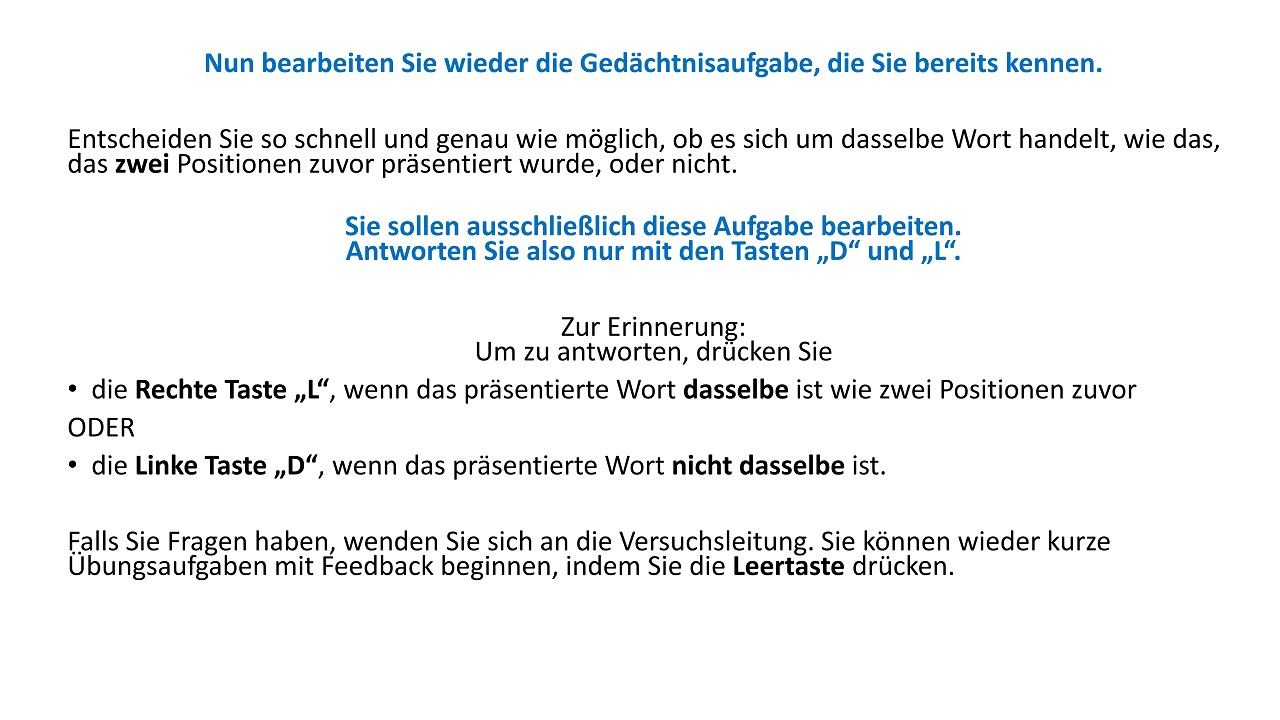 Nun bearbeiten Sie wieder die Gedächtnisaufgabe, die Sie bereits kennen.
Entscheiden Sie so schnell und genau wie möglich, ob es sich um dasselbe Wort handelt, wie das,
das zwei Positionen zuvor präsentiert wurde, oder nicht.
Sie sollen ausschließlich diese Aufgabe bearbeiten.
Antworten Sie also nur mit den Tasten „D“ und „L“.
Zur Erinnerung:
Um zu antworten, drücken Sie
• die Rechte Taste „L“, wenn das präsentierte Wort dasselbe ist wie zwei Positionen zuvor
ODER
• die Linke Taste „D“, wenn das präsentierte Wort nicht dasselbe ist.
Falls Sie Fragen haben, wenden Sie sich an die Versuchsleitung. Sie können wieder kurze
Übungsaufgaben mit Feedback beginnen, indem Sie die Leertaste drücken.